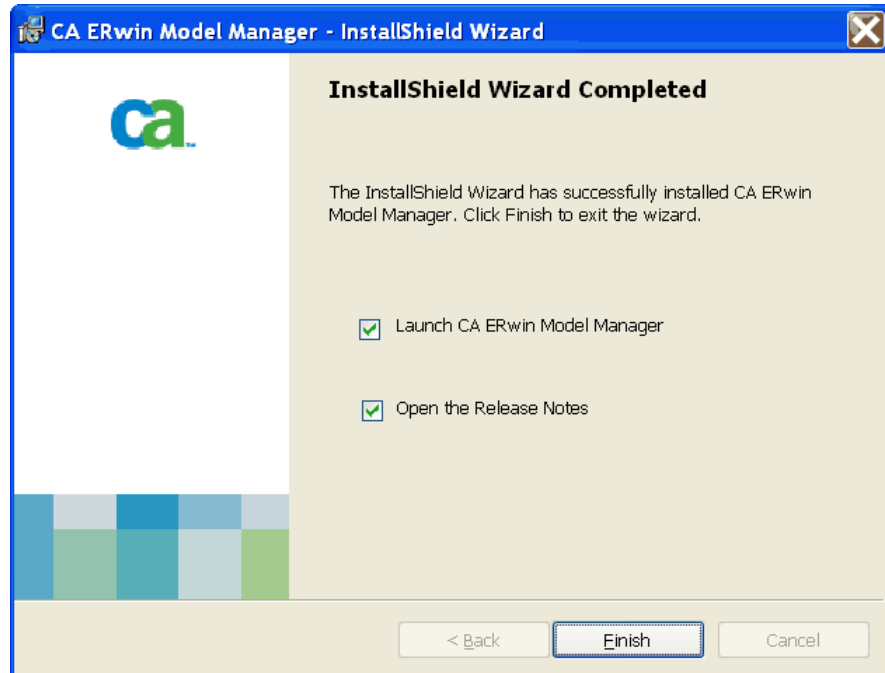 CA ERwin Model Manager - InstallShield Wizard
ca™
InstallShield Wizard Completed
The InstallShield Wizard has successfully installed CA ERwin
Model Manager. Click Finish to exit the wizard.
Launch CA ERwin Model Manager
Open the Release Notes
< Back
Finish
Cancel